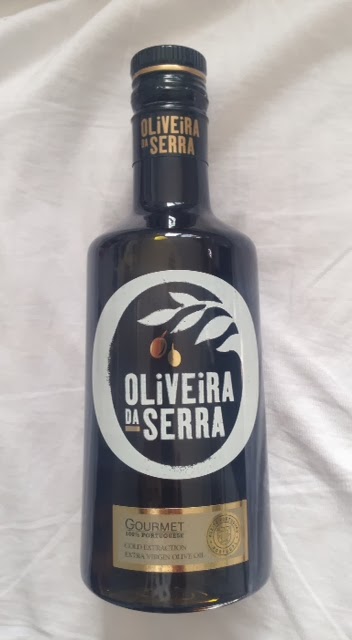 OLiVEiRA
DA SERRA
OLiVEiRA
DA SERRA
GOURMET
100% PORTUGUESE
COLD EXTRACTION
EXTRA VIRGIN OLIVE OIL